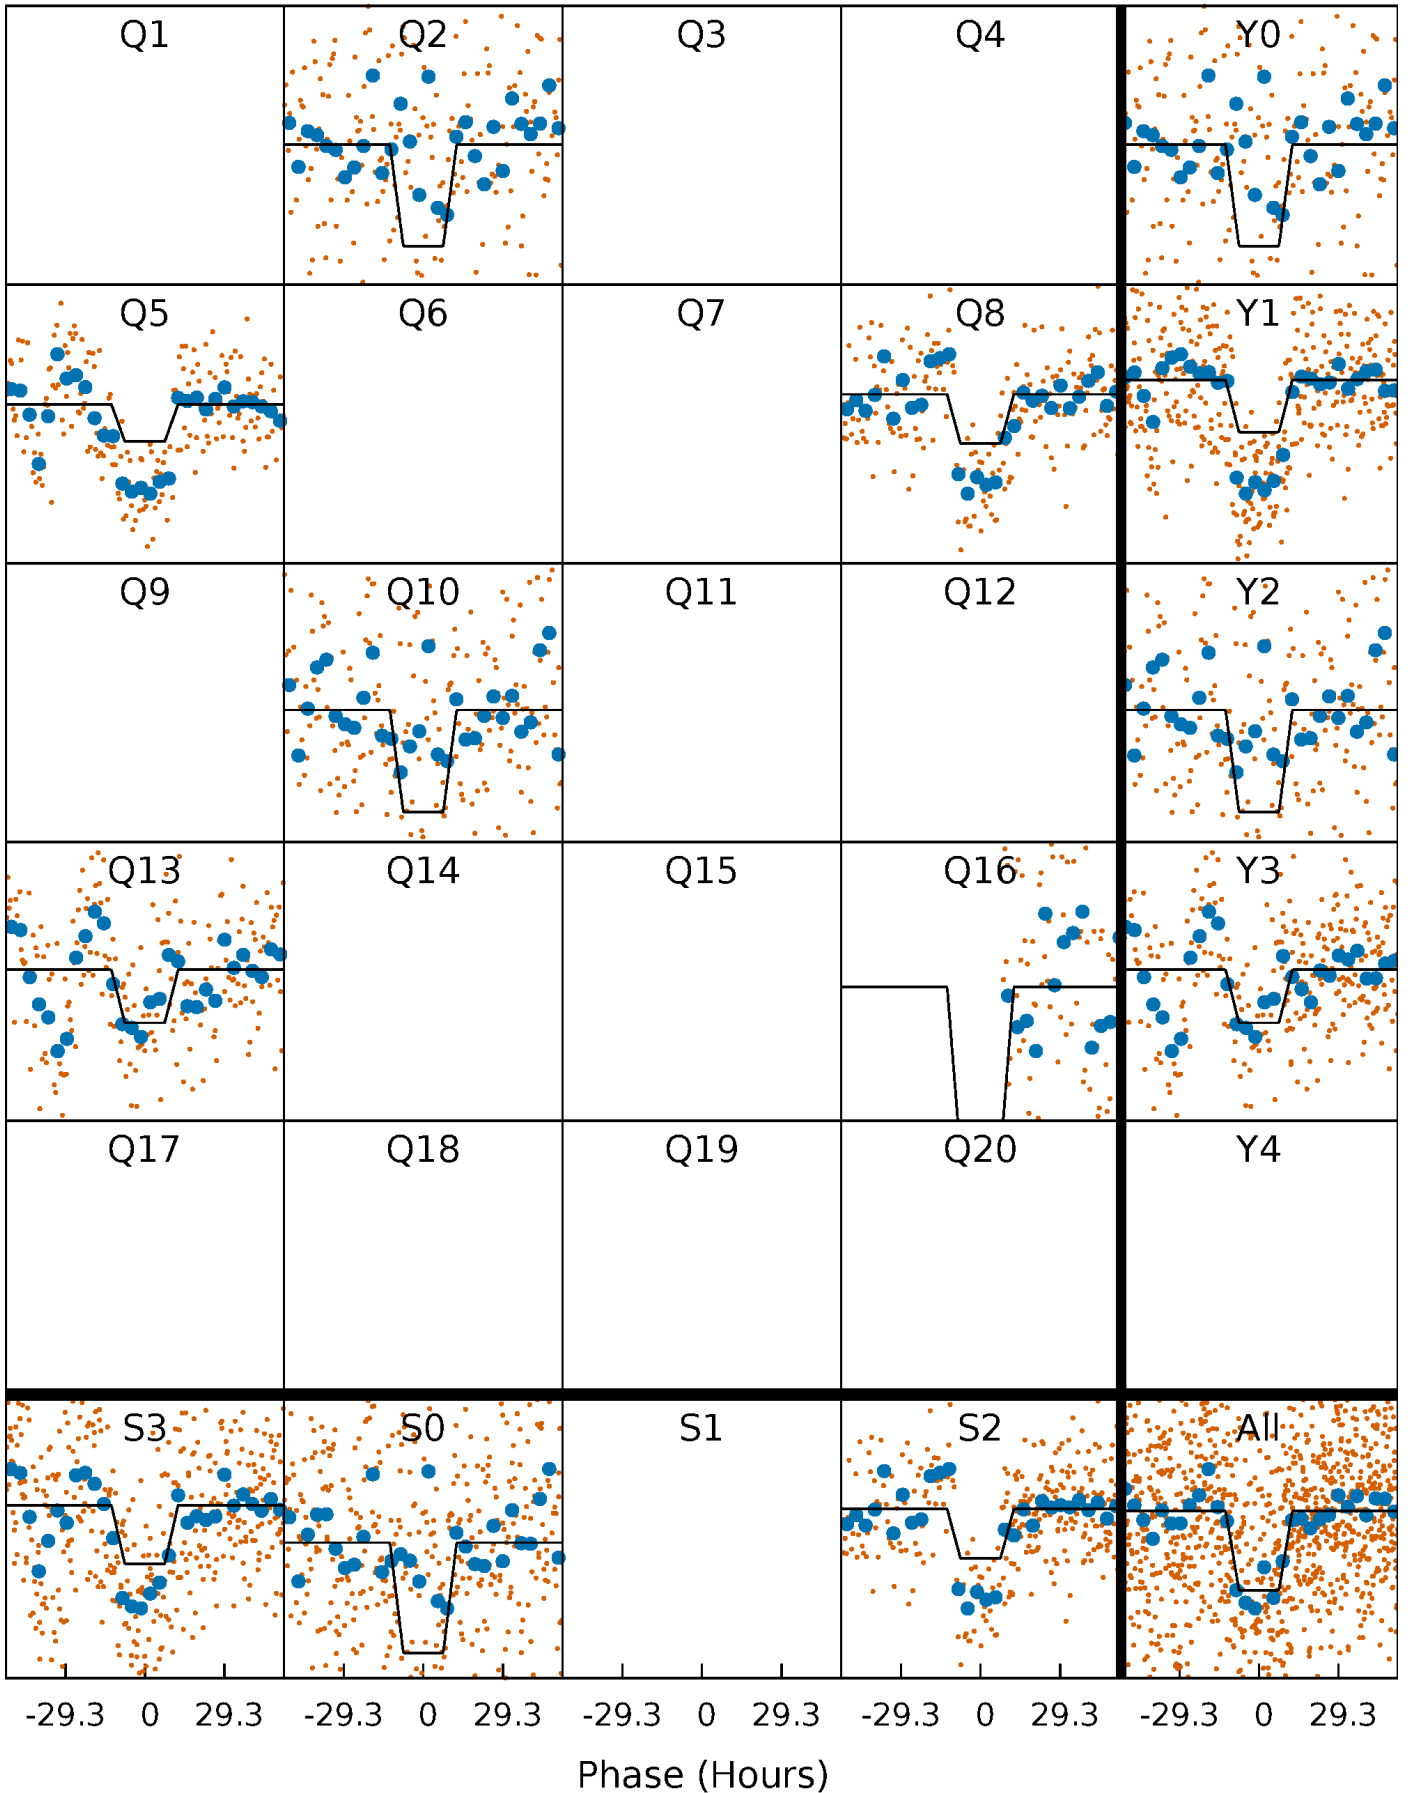 Q1 Q2 Q3 Q4 Y0
Q5 Q6 Q7 Q8 Y1
Q9 Q10 Q11 Q12 Y2
Q13 Q14 Q15 Q16 Y3
Q17 Q18 Q19 Q20 Y4
S3 S0 S1 S2 All
-29.3 0 29.3 -29.3 0 29.3 -29.3 0 29.3 -29.3 0 29.3 -29.3 0 29.3
Phase (Hours)